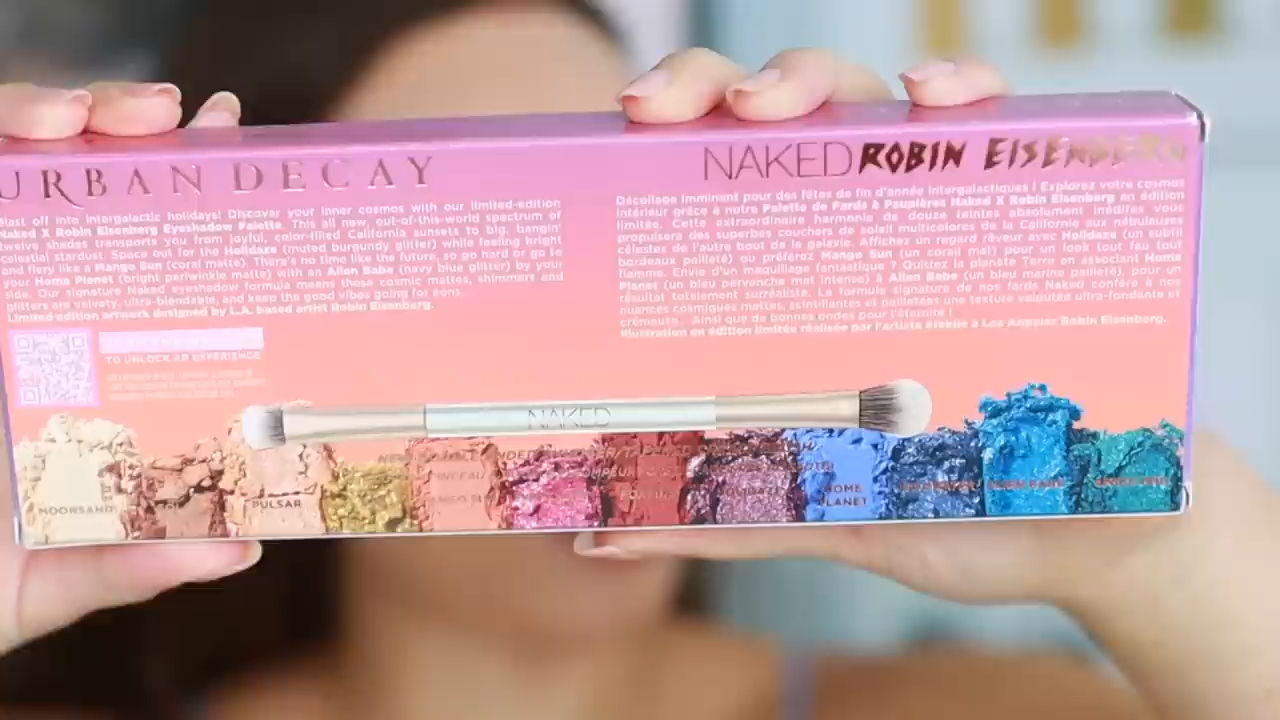 URBAN DECAY
Blast off into intergalactic holidays! Discover your inner cosmos with our limited-edition
Naked X Robin Eisenberg Eyeshadow Palette. This all new, out-of-this-world spectrum of
twelve shades transports you from joyful, color-filled California sunsets to big, bangin'
celestial stardust. Space out for the Holidaze (muted burgundy glitter) while feeling bright
and fiery like a Mango Sun (coral matte). There's no time like the future, so go hard or go to
your Home Planet (bright periwinkle matte) with an Alien Babe (navy blue glitter) by your
side. Our signature Naked eyeshadow formula means these cosmic mattes, shimmers and
glitters are velvety, ultra-blendable, and keep the good vibes going for eons.
Limited edition artwork designed by L.A. based artist Robin Eisenberg.
TO UNLOCK AR EXPERIENCE
NAKED ROBIN EISENBERG
Décollage imminent pour des fêtes de fin d'année intergalactiques ! Explorez votre cosmos
intérieur grâce à notre Palette de Fards à Paupières Naked X Robin Eisenberg en édition
limitée. Cette extraordinaire harmonie de douze teintes absolument inédites vous
propulsera des superbes couchers de soleil multicolores de la Californie aux nébuleuses
céleste de l'autre bout de la galaxie. Affichez un regard rêveur avec Holidaze (un subtil
bordeaux pailleté) ou préférez Mango Sun (un corail mat) pour un look tout feu tout
flamme. Envie d'un maquillage fantastique ? Quittez la planète Terre en associant Home
Planet (un bleu pervenche mat intense) et Alien Babe (un bleu marine pailleté), pour un
résultat totalement surréaliste. La formule signature de nos fards Naked confère à nos
nuances cosmiques mattes, scintillantes et pailletées une texture veloutée ultra-fondante et
crémeuse.. Ainsi que de bonnes ondes pour l'éternité !
Illustration en édition limitée réalisée par l'artiste établie à Los Angeles Robin Eisenberg.
NAKED
MOONSAND
PULSAR
HOME
PLANET